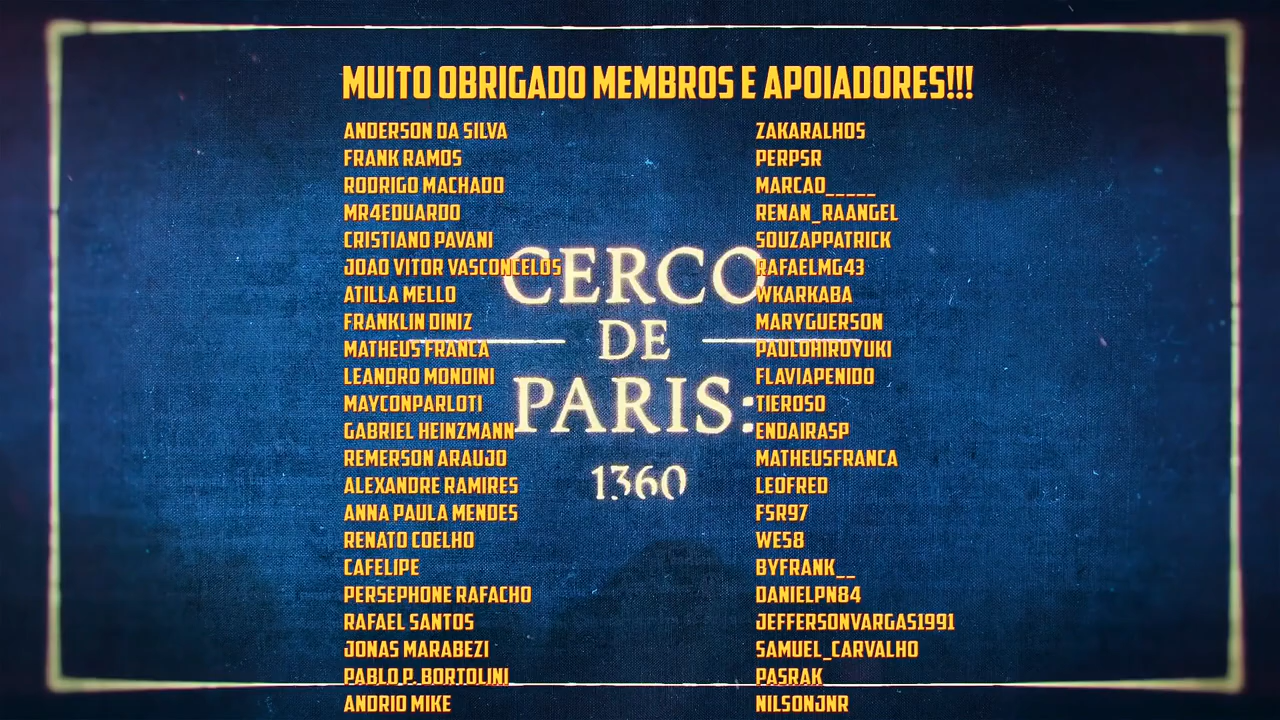 MUITO OBRIGADO MEMBROS E APOIADORES!!!
ANDERSON DA SILVA
FRANK RAMOS
RODRIGO MACHADO
MR4EDUARDO
CRISTIANO PAVANI
JOAO VITOR VASCONCELOS
ATILLA MELLO
FRANKLIN DINIZ
MATHEUS FRANCA
LEANDRO MONDINI
MAYCONPARLOTI
GABRIEL HEINZMANN
REMERSON ARAUJO
ALEXANDRE RAMIRES
ANNA PAULA MENDES
RENATO COELHO
CAFELIPE
PERSEPHONE RAFACHO
RAFAEL SANTOS
JONAS MARABEZI
PABLO P. BORTOLINI
ANDRIO MIKE
CERCO
DE
PARIS:
1360
ZAKARALHOS
PERPSR
MARCAO_____
RENAN_RAANGEL
SOUZAPPATRICK
RAFAELMG43
WKARKABA
MARYGUERSON
PAULOHIROYUKI
FLAVIAPENIDO
TIEROSO
ENDAIRASP
MATHEUSFRANCA
LEOFRED
FSR97
WES8
BYFRANK__
DANIELPN84
JEFFERSONVARGAS1991
SAMUEL_CARVALHO
PASRAK
NILSONJNR